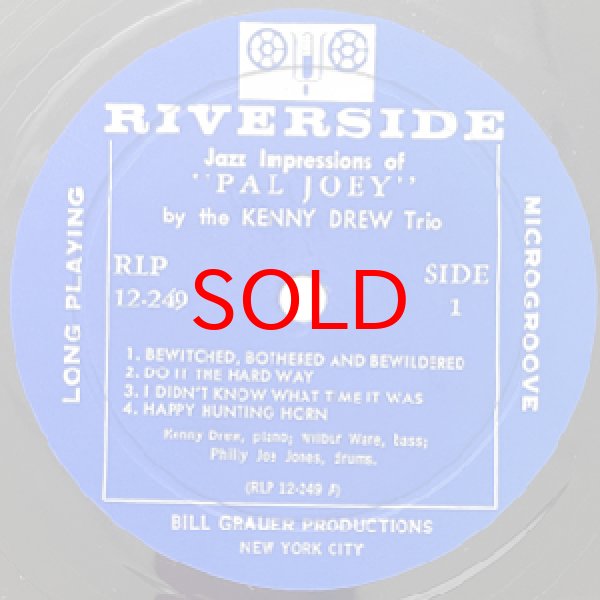 RIVERSIDE
Jazz Impressions of
"PAL JOEY"
by the KENNY DREW Trio
LONG PLAYING
MICROGROOVE
RLP
12-249
SOLD
SIDE
1
1. BEWITCHED, BOTHERED AND BEWILDERED
2. DO IT THE HARD WAY
3. I DIDN'T KNOW WHAT TIME IT WAS
4. HAPPY HUNTING HORN
Kenny Drew, piano; Wilbur Ware, bass;
Philly Joe Jones, drums.
(RLP 12-249 A)
BILL GRAUER PRODUCTIONS
NEW YORK CITY